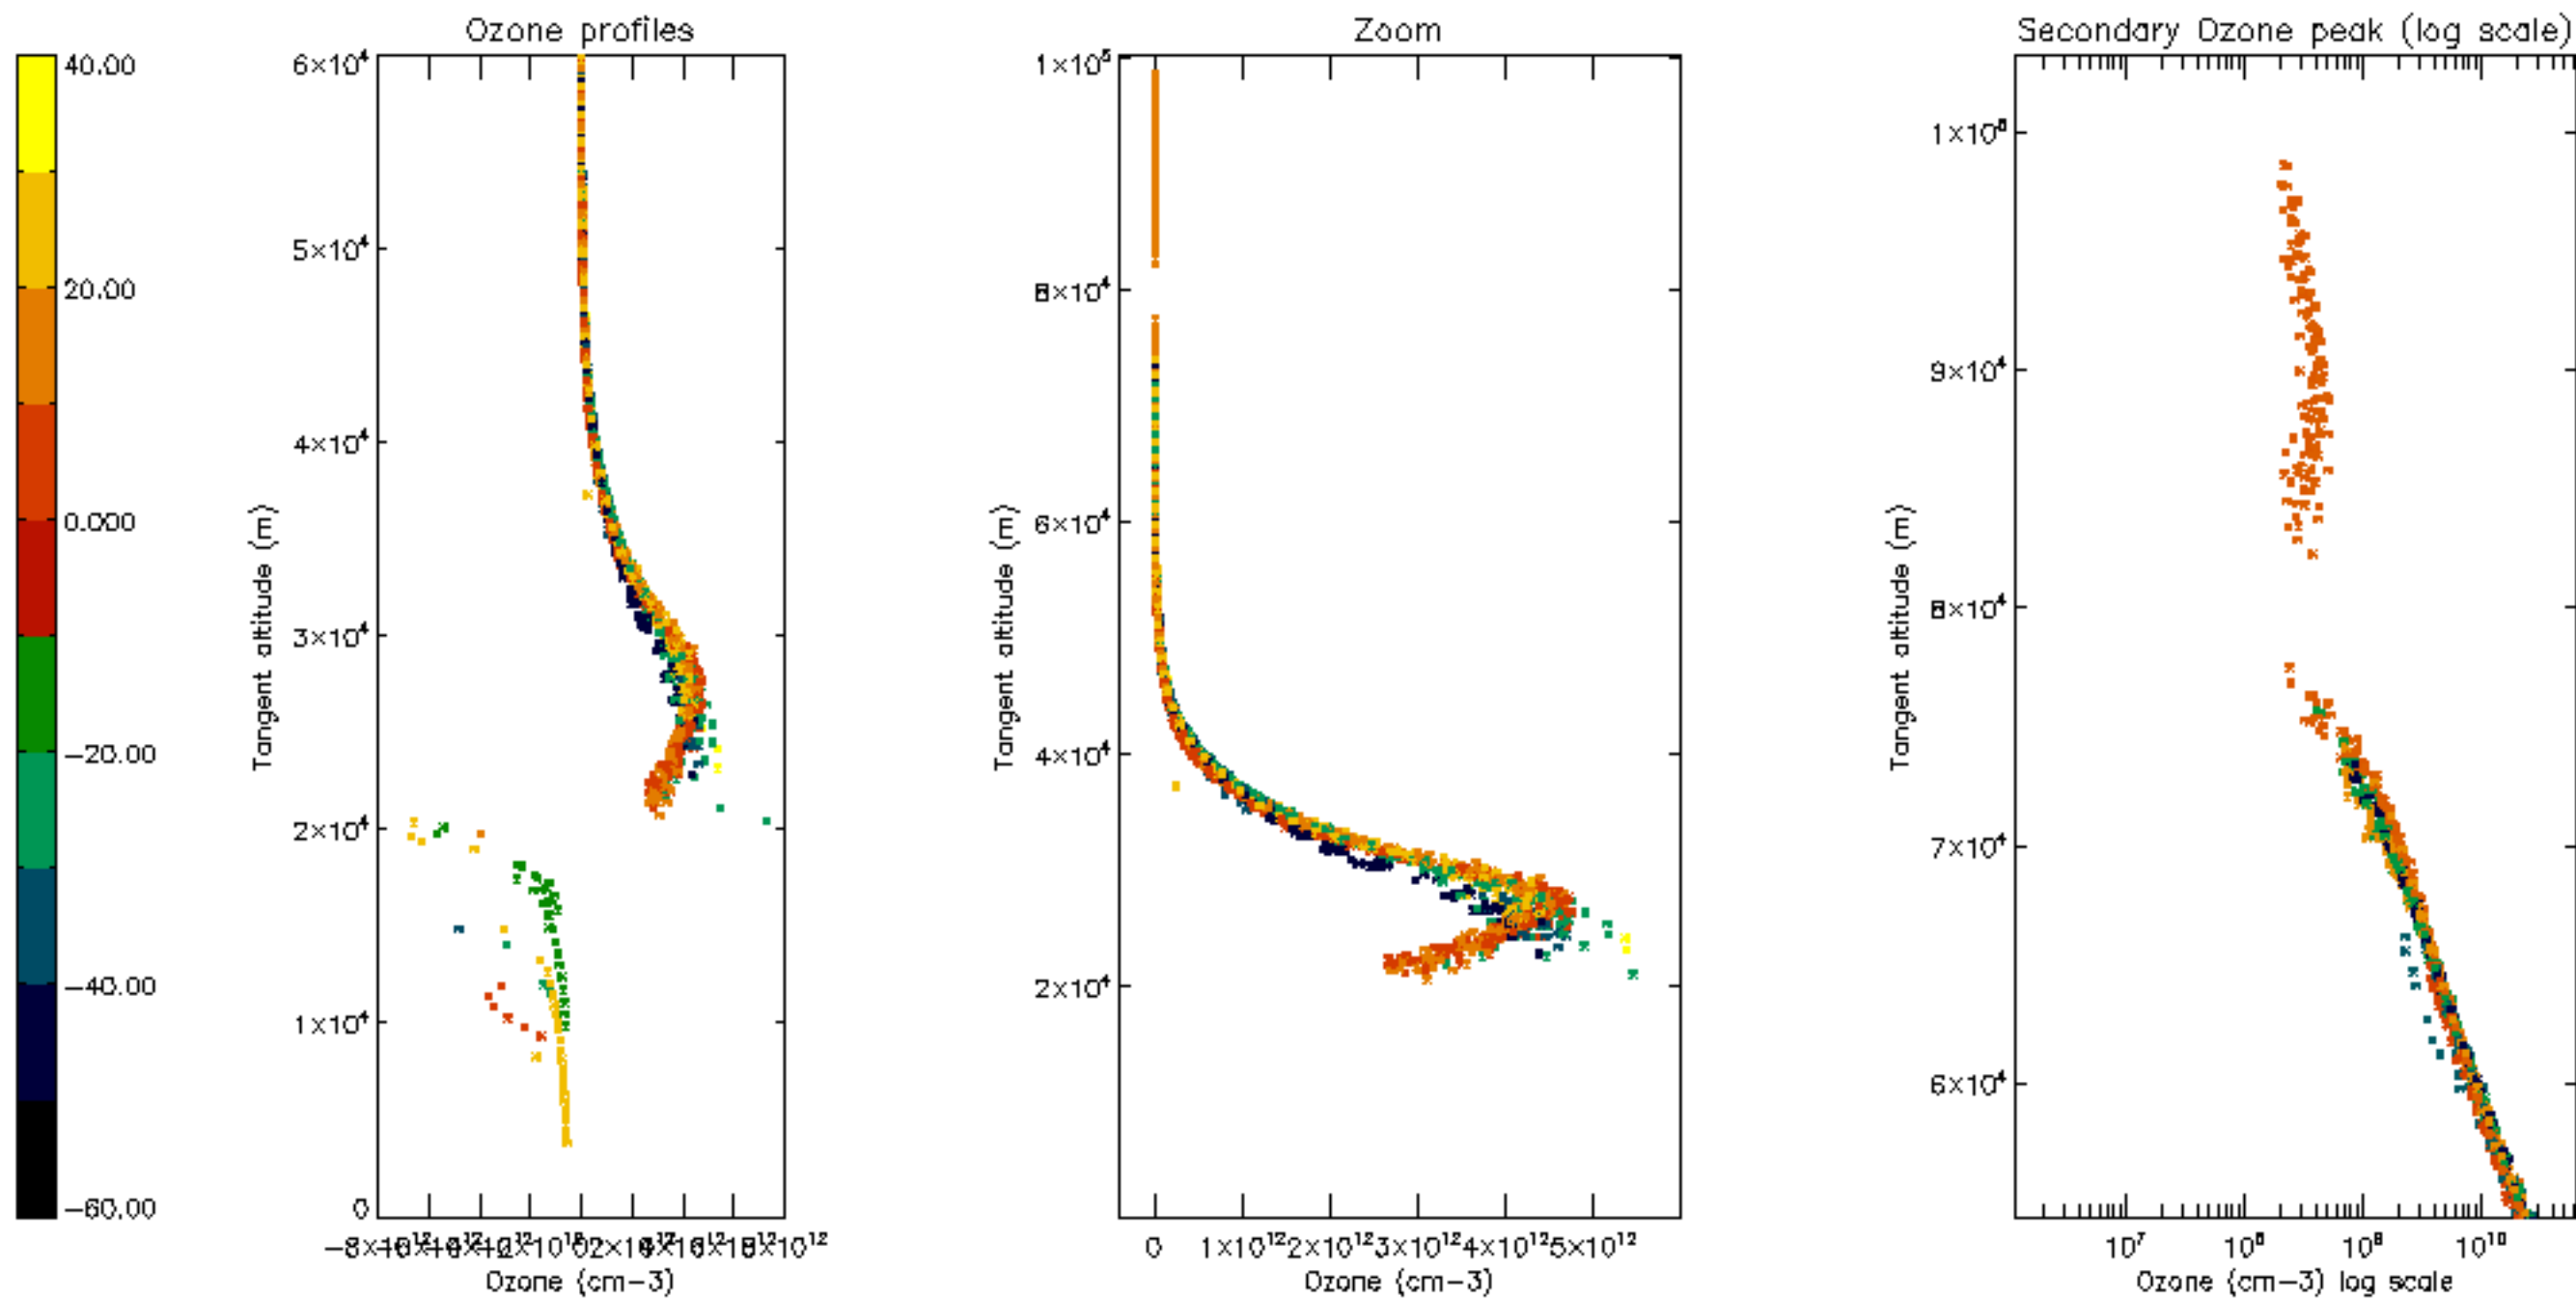 Ozone profiles
Zoom
Secondary Ozone peak (log scale)
40.00
20.00
0.000
−20.00
−40.00
−60.00
6×10⁴
5×10⁴
4×10⁴
3×10⁴
2×10⁴
1×10⁴
0
Tangent altitude (m)
Ozone (cm−3)
1×10⁵
8×10⁴
6×10⁴
4×10⁴
2×10⁴
Tangent altitude (m)
0 1×10¹² 2×10¹² 3×10¹² 4×10¹² 5×10¹²
Ozone (cm−3)
9×10⁴
8×10⁴
7×10⁴
6×10⁴
Tangent altitude (m)
10⁷ 10⁸ 10⁹ 10¹⁰
Ozone (cm−3) log scale